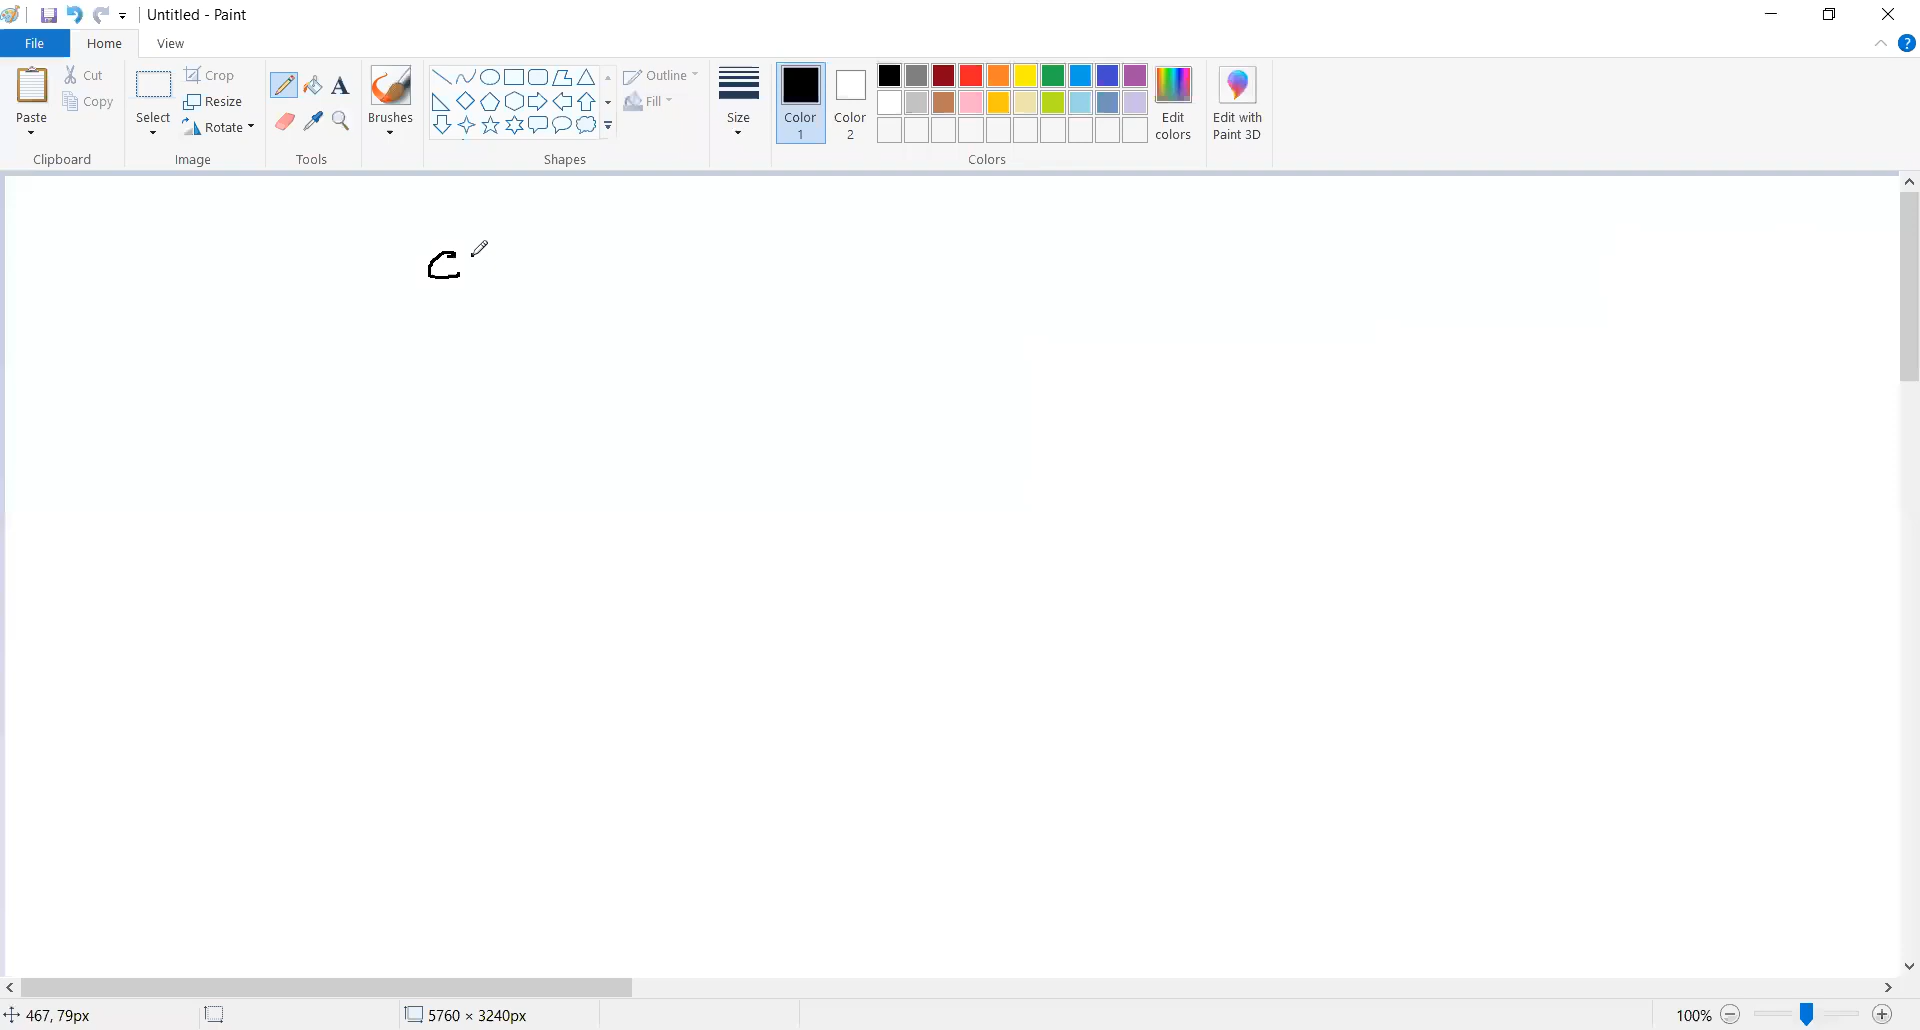 Untitled - Paint
File Home View
Paste Cut Copy Clipboard
Select Crop Resize Rotate Image
A Tools
Brushes
Shapes Outline Fill
Size
Color 1 Color 2 Colors
Edit colors
Edit with Paint 3D
?
C
467, 79px 5760 × 3240px 100%